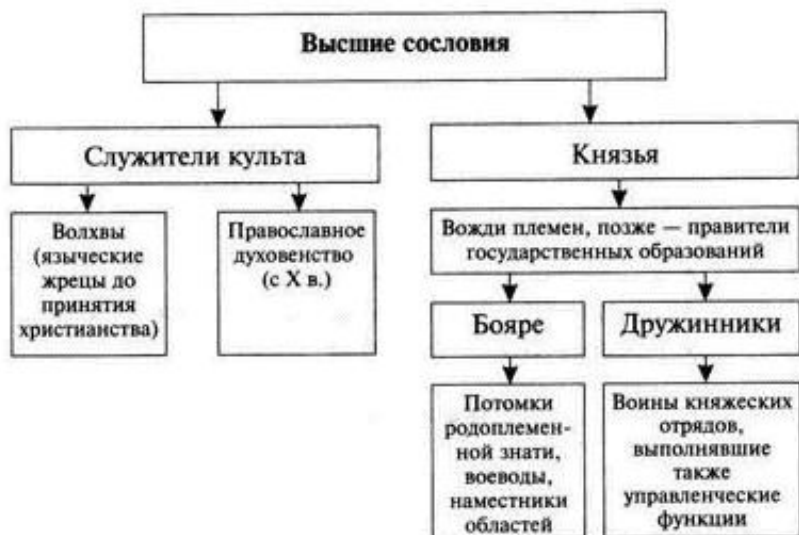 Высшие сословия
Служители культа
Князья
Волхвы
(языческие
жрецы до
принятия
христианства)
Православное
духовенство
(с X в.)
Вожди племен, позже — правители
государственных образований
Бояре
Дружинники
Потомки
родоплемен-
ной знати,
воеводы,
наместники
областей
Воины княжеских
отрядов,
выполнявшие
также
управленческие
функции